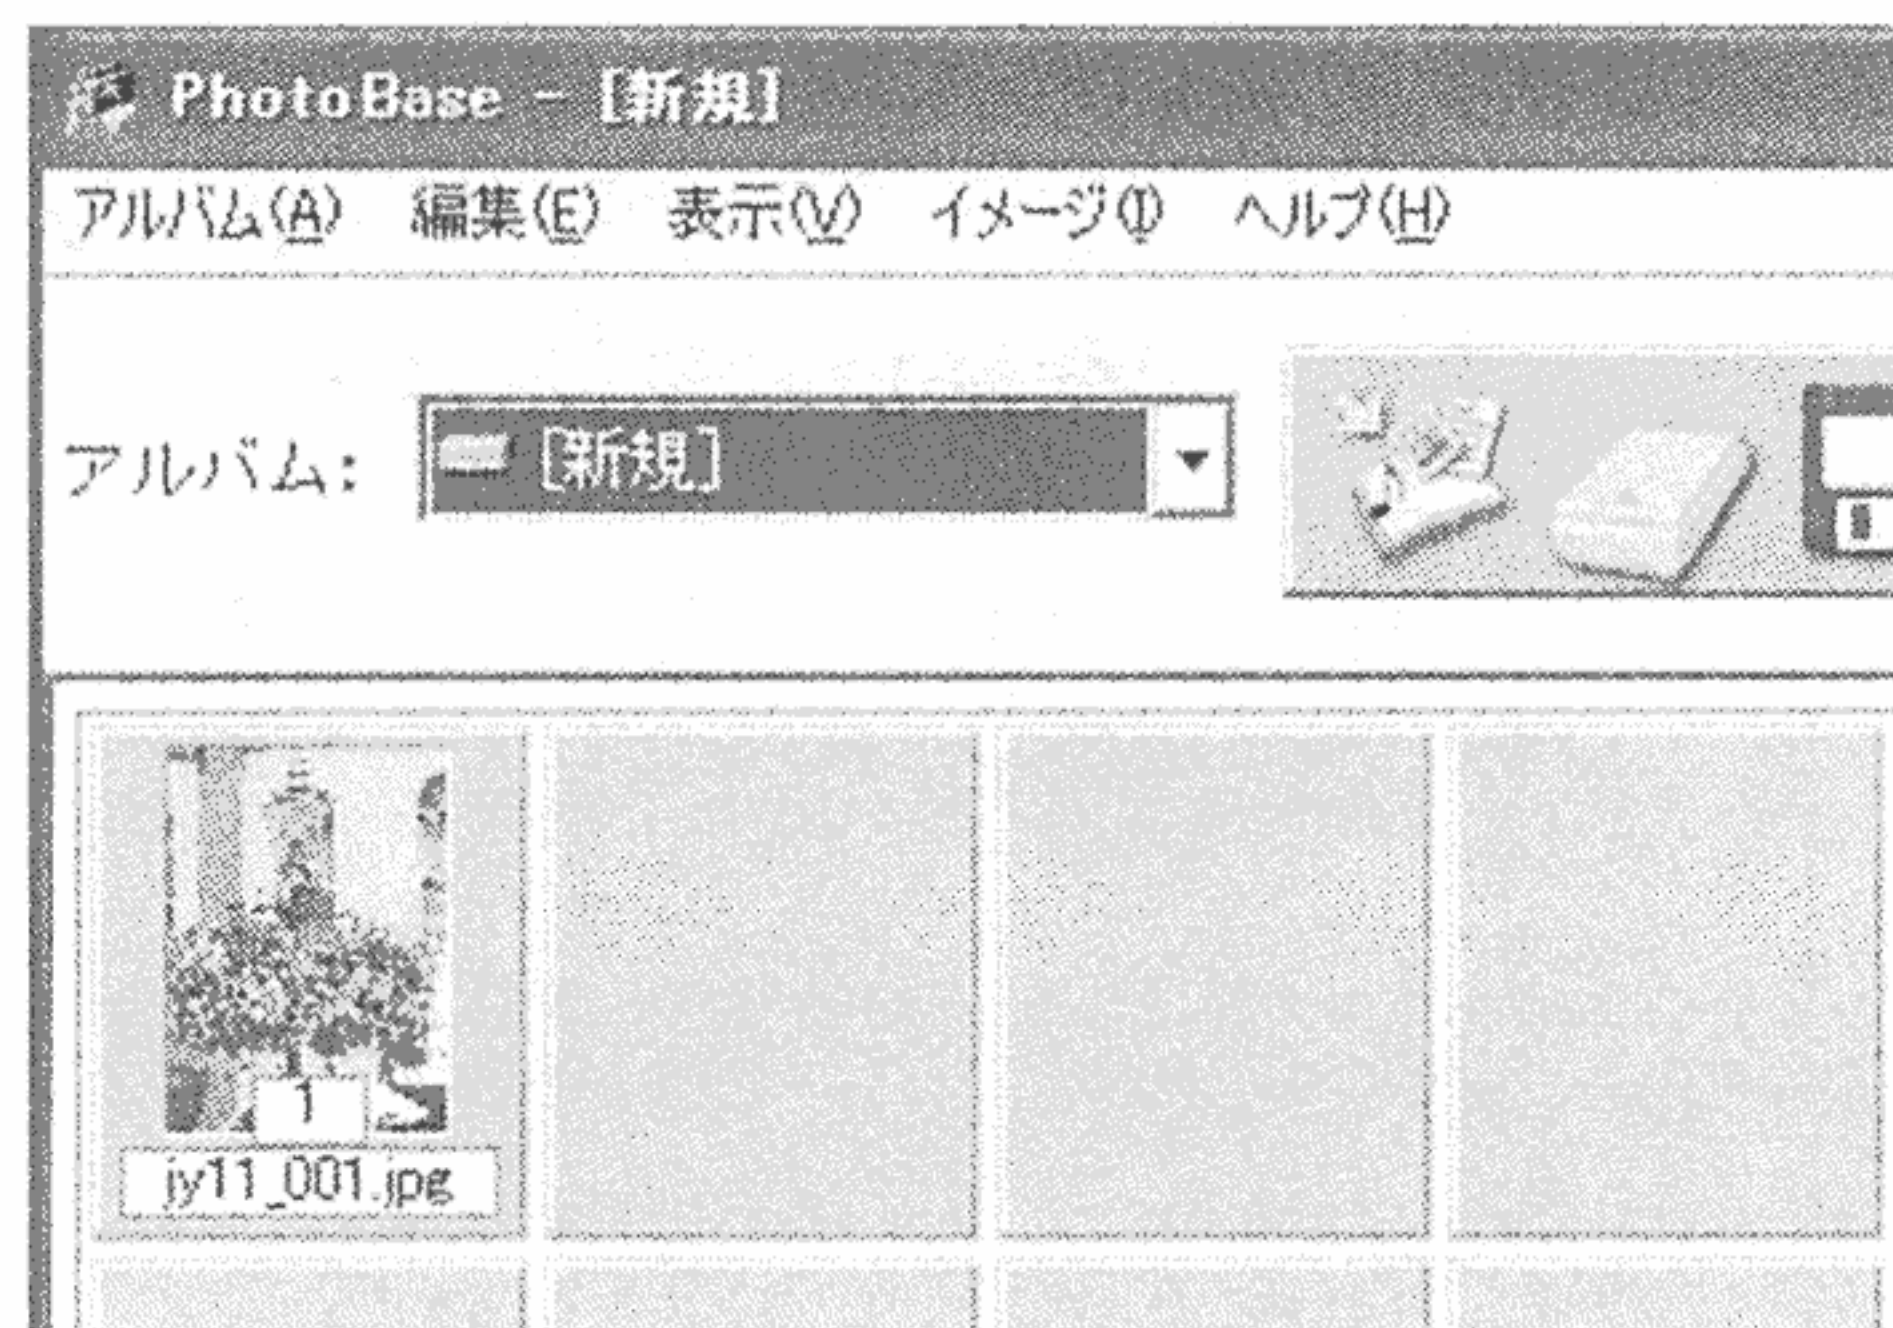 PhotoBase - [新規]
アルバム(A) 編集(E) 表示(V) イメージ(I) ヘルプ(H)
アルバム: [新規]
1
jy11_001.jpg